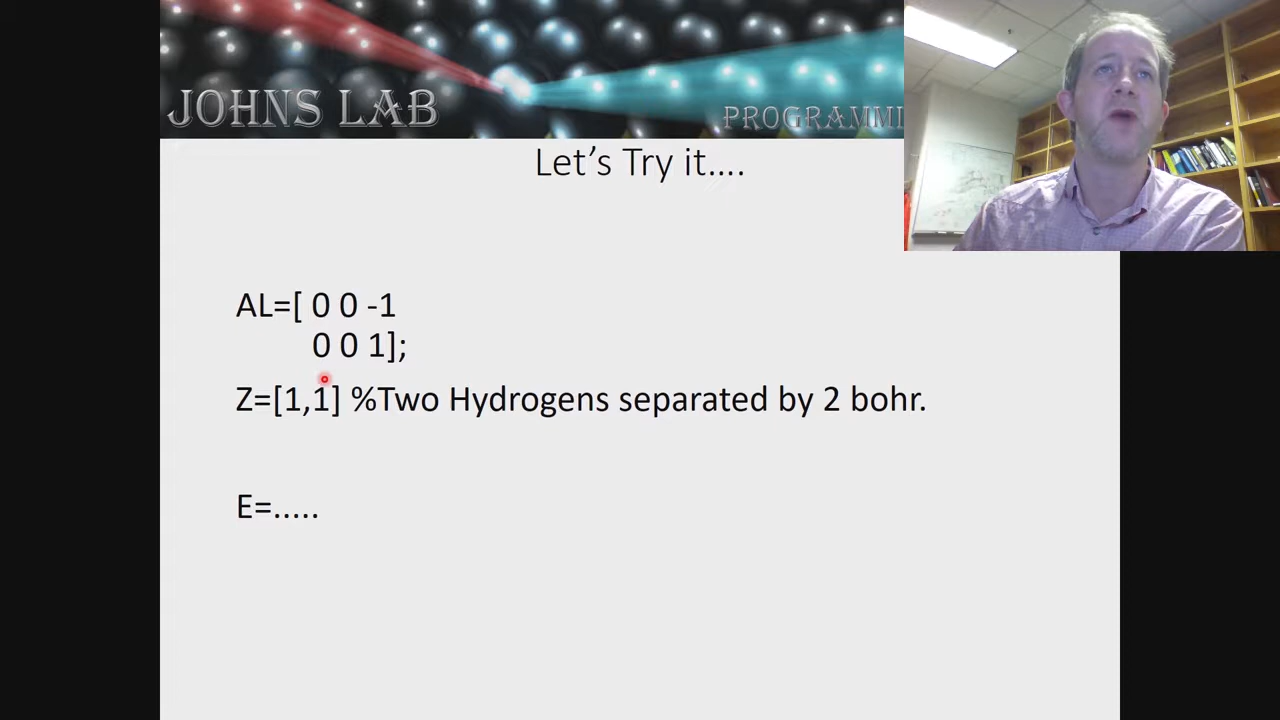 JOHNS LAB
PROGRAMMI
Let's Try it....
AL=[ 0 0 -1
0 0 1];
Z=[1,1] %Two Hydrogens separated by 2 bohr.
E=.....